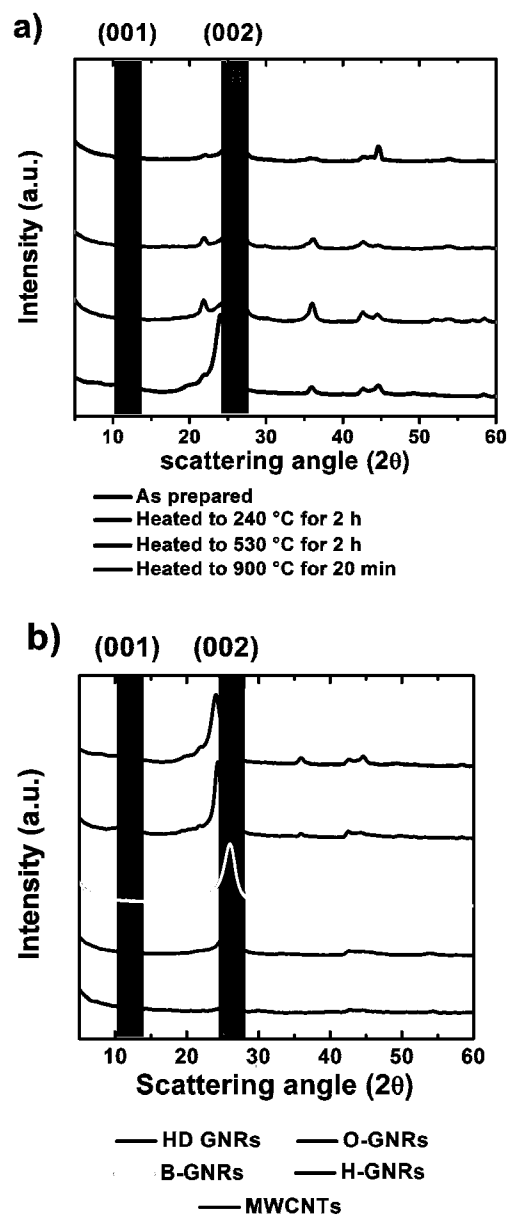 a)
(001) (002)
Intensity (a.u.)
10 20 30 40 50 60
scattering angle (2θ)
As prepared
Heated to 240 °C for 2 h
Heated to 530 °C for 2 h
Heated to 900 °C for 20 min
b)
(001) (002)
Intensity (a.u.)
10 20 30 40 50 60
Scattering angle (2θ)
HD GNRs O-GNRs
B-GNRs H-GNRs
MWCNTs